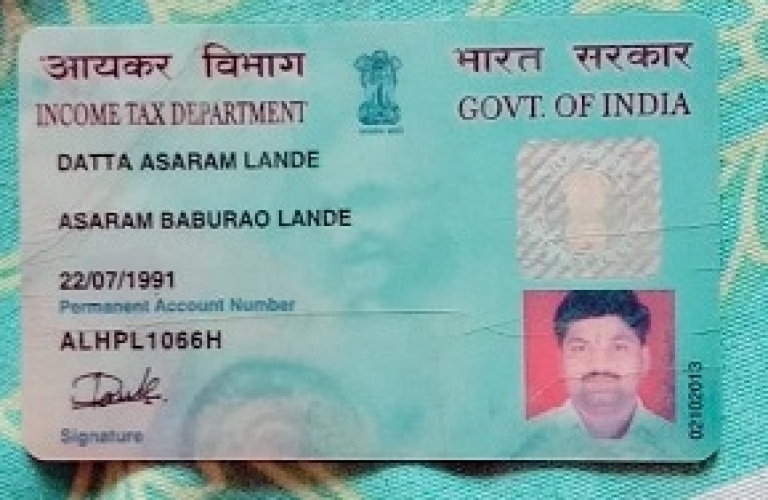 आयकर विभाग
INCOME TAX DEPARTMENT
भारत सरकार
GOVT. OF INDIA
DATTA ASARAM LANDE
ASARAM BABURAO LANDE
22/07/1991
Permanent Account Number
ALHPL1066H
Signature
02102013